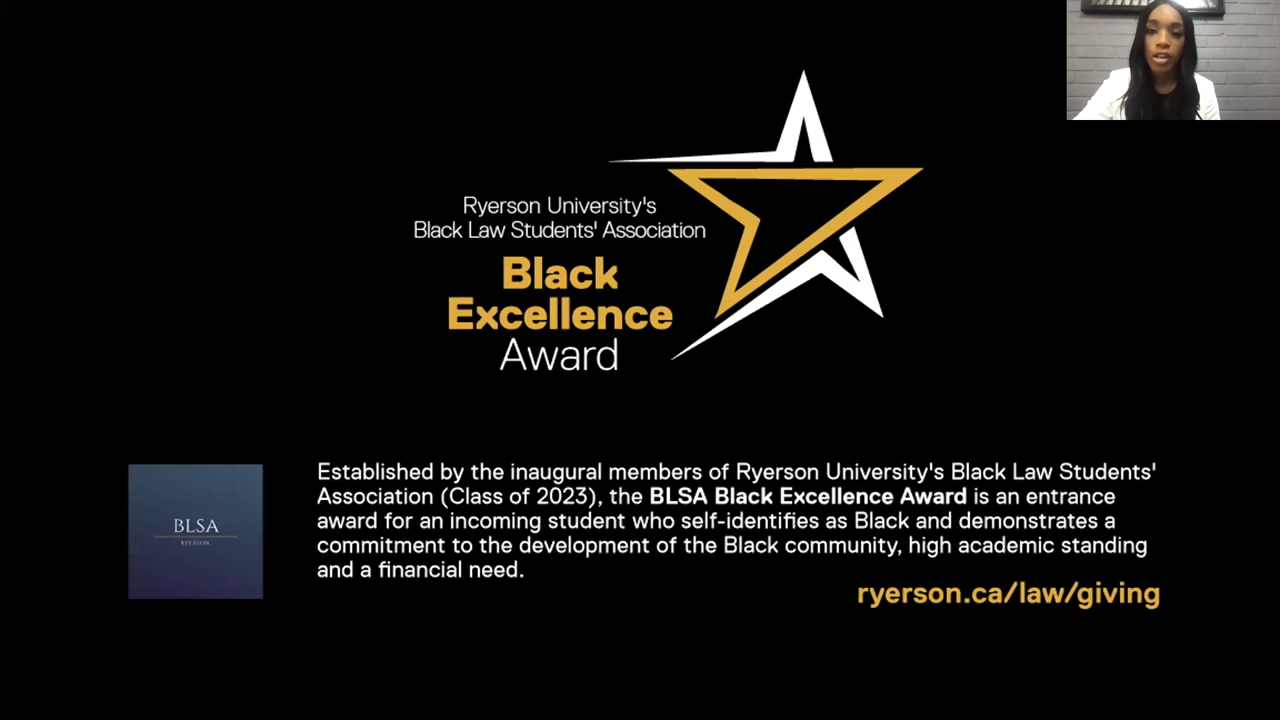 Ryerson University's
Black Law Students' Association
Black
Excellence
Award
Established by the inaugural members of Ryerson University's Black Law Students'
Association (Class of 2023), the BLSA Black Excellence Award is an entrance
award for an incoming student who self-identifies as Black and demonstrates a
commitment to the development of the Black community, high academic standing
and a financial need.
BLSA
RYERSON
ryerson.ca/law/giving